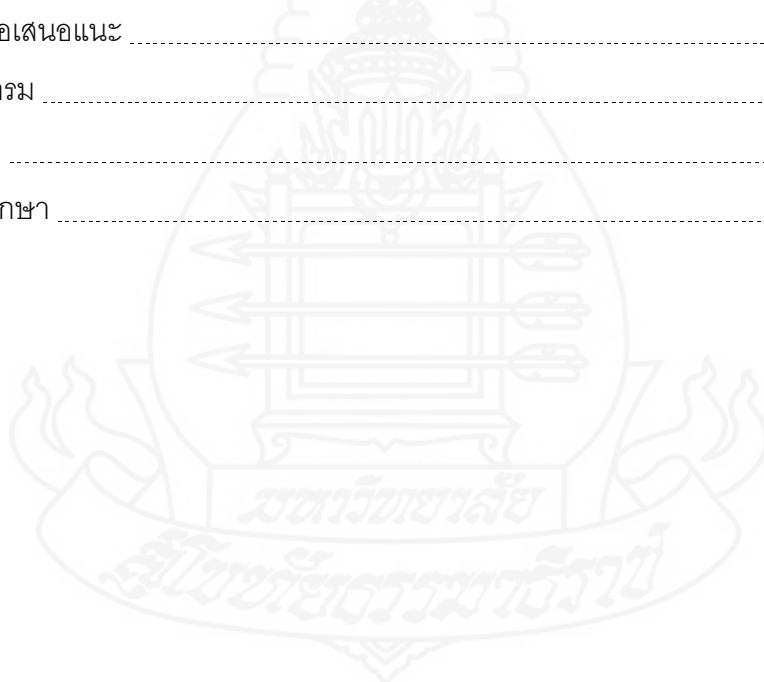 อเสนอแนะ
รรม
กษา
มหาวิทยาลัย
สุโขทัยธรรมาธิราช